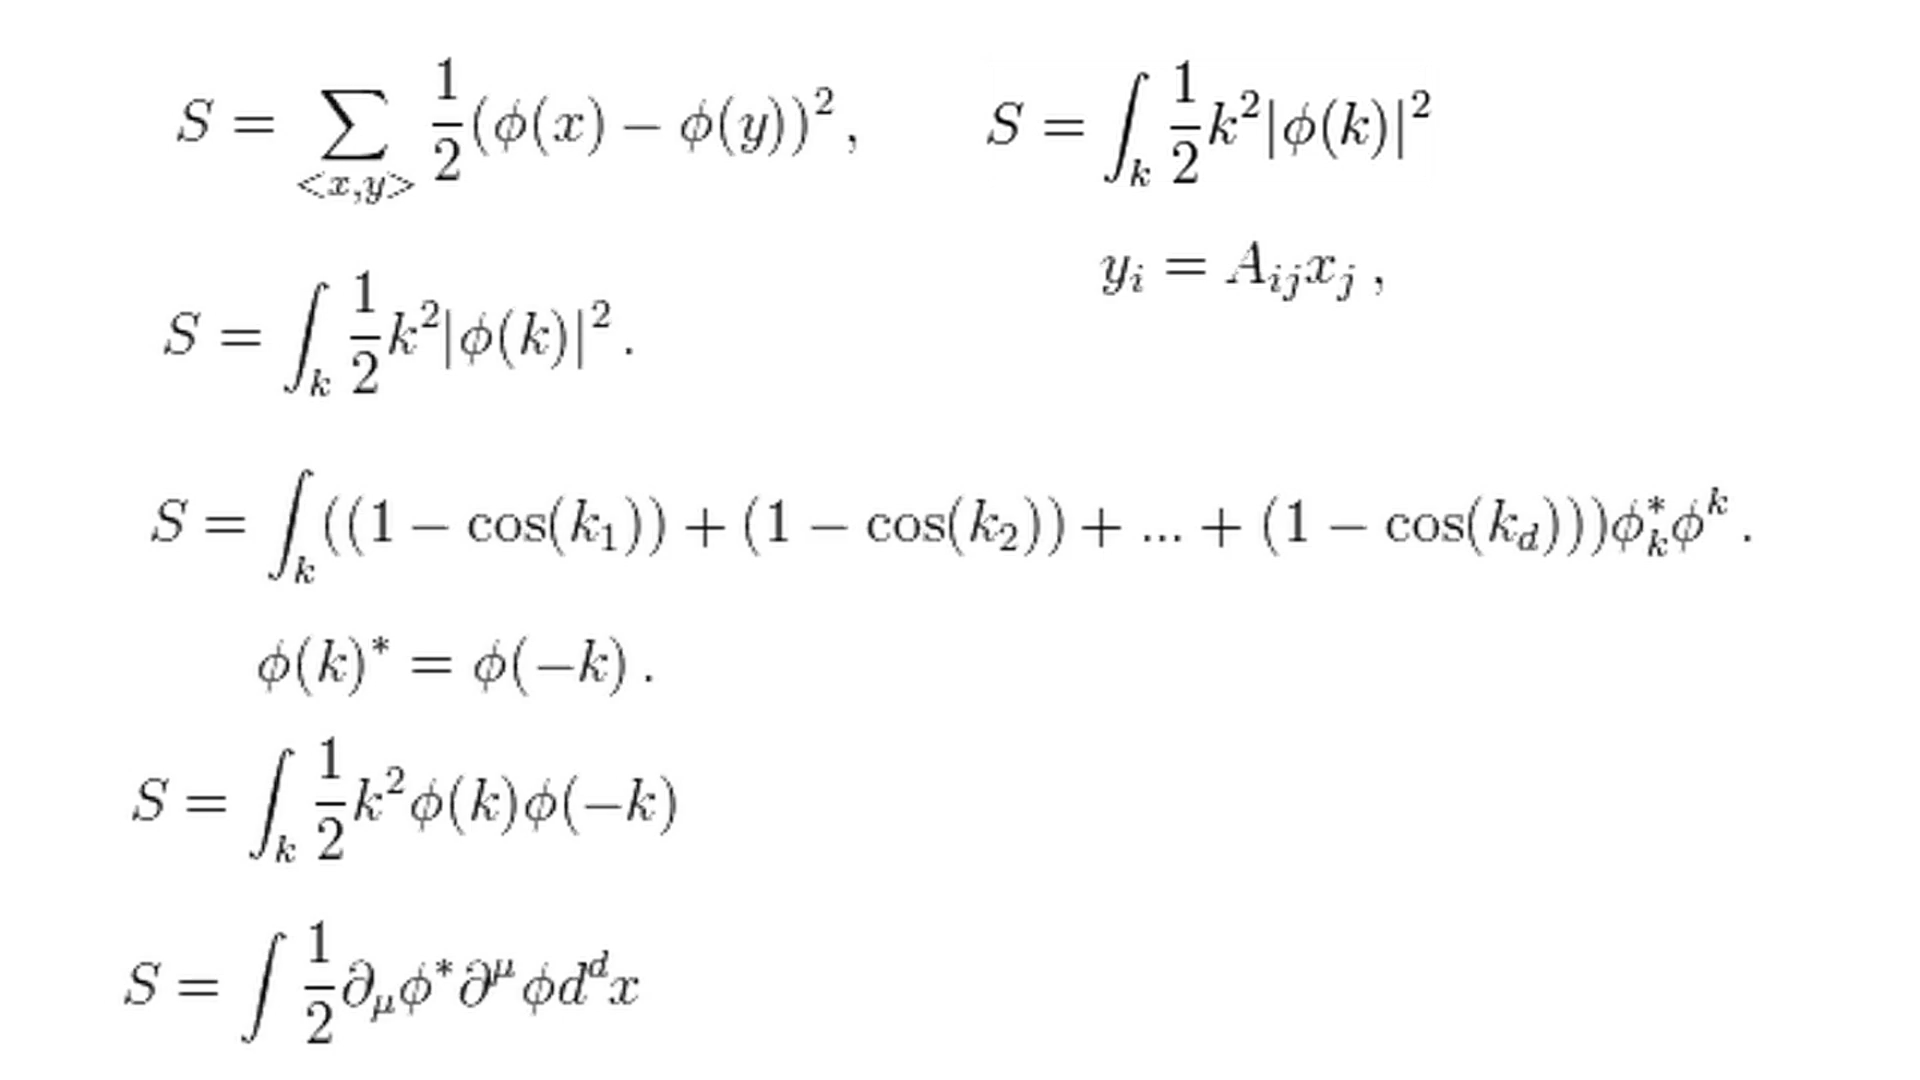 S = \sum_{<x,y>} \frac{1}{2}(\phi(x) - \phi(y))^2 ,
S = \int_k \frac{1}{2}k^2|\phi(k)|^2
y_i = A_{ij}x_j ,
S = \int_k \frac{1}{2}k^2|\phi(k)|^2 .
S = \int_k ((1 - \cos(k_1)) + (1 - \cos(k_2)) + ... + (1 - \cos(k_d)))\phi_k^*\phi^k .
\phi(k)^* = \phi(-k) .
S = \int_k \frac{1}{2}k^2\phi(k)\phi(-k)
S = \int \frac{1}{2}\partial_\mu\phi^*\partial^\mu\phi d^dx